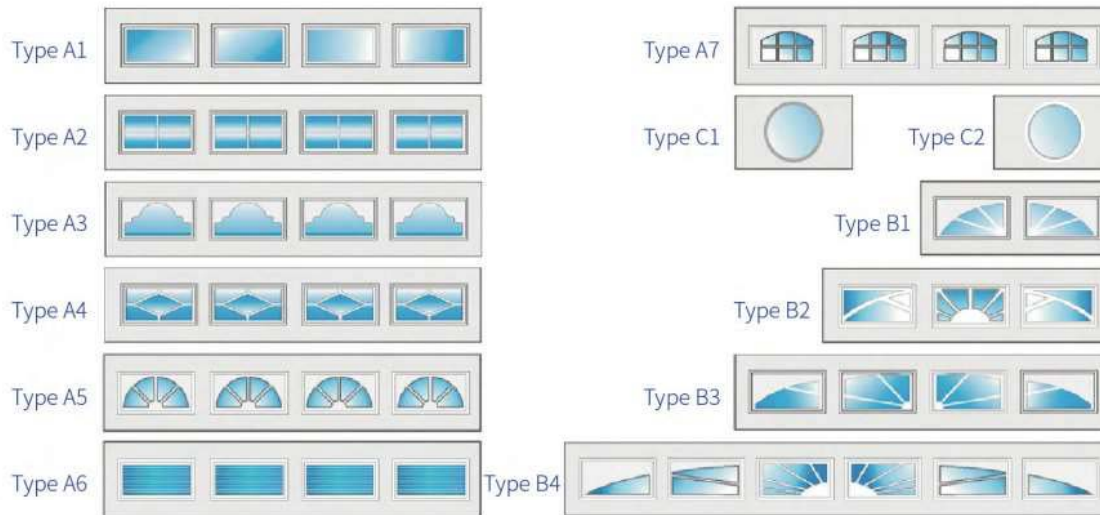 Type A1
Type A2
Type A3
Type A4
Type A5
Type A6
Type A7
Type C1
Type C2
Type B1
Type B2
Type B3
Type B4